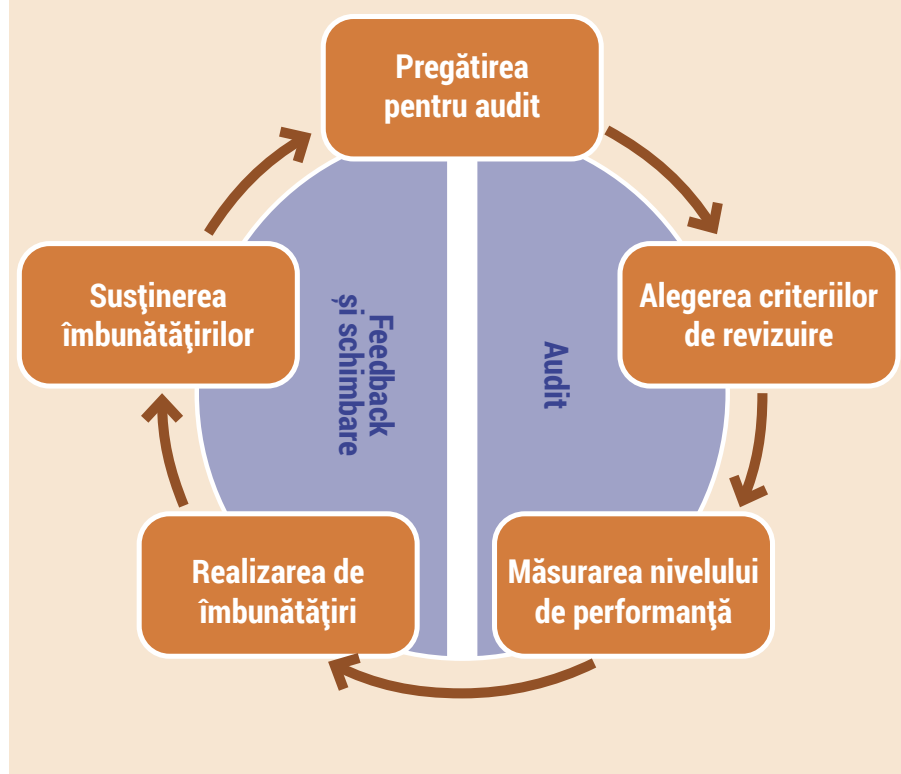 Pregătirea
pentru audit
Alegerea criteriilor
de revizuire
Măsurarea nivelului
de performanţă
Realizarea de
îmbunătăţiri
Susţinerea
îmbunătăţirilor
Feedback
și schimbare
Audit